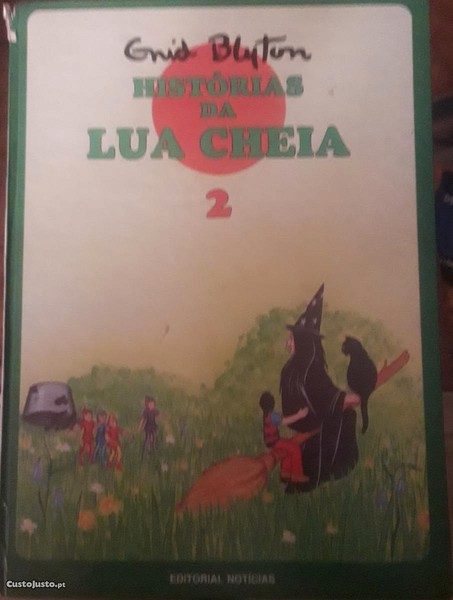 Enid Blyton
HISTÓRIAS
DA
LUA CHEIA
2
EDITORIAL NOTÍCIAS
CustoJusto.pt